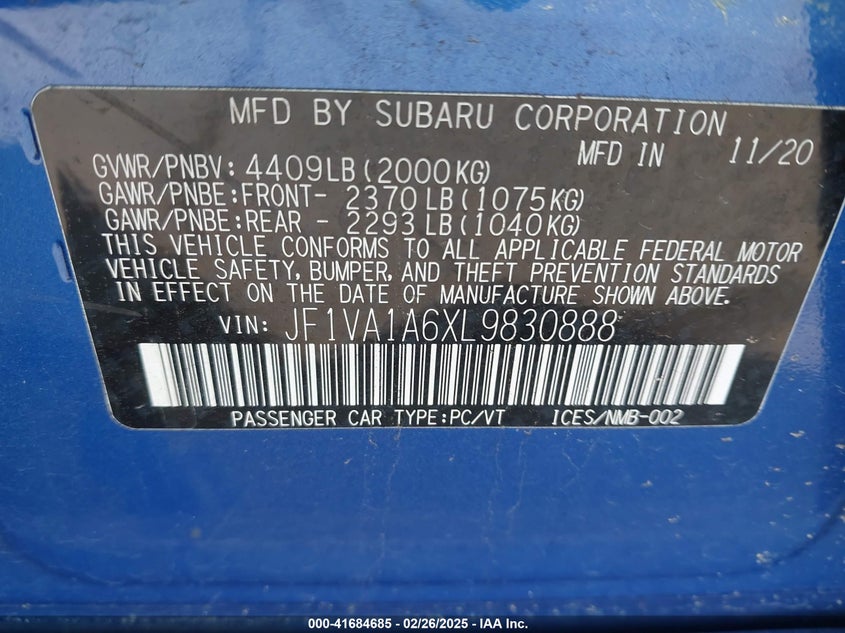 MFD BY SUBARU CORPORATION
MFD IN 11/20
GVWR/PNBV: 4409LB(2000KG)
GAWR/PNBE:FRONT- 2370LB(1075KG)
GAWR/PNBE:REAR - 2293LB(1040KG)
THIS VEHICLE CONFORMS TO ALL APPLICABLE FEDERAL MOTOR
VEHICLE SAFETY, BUMPER, AND THEFT PREVENTION STANDARDS
IN EFFECT ON THE DATE OF MANUFACTURE SHOWN ABOVE.
VIN: JF1VA1A6XL9830888
PASSENGER CAR TYPE:PC/VT ICES/NMB-002
000-41684685 - 02/26/2025 - IAA Inc.